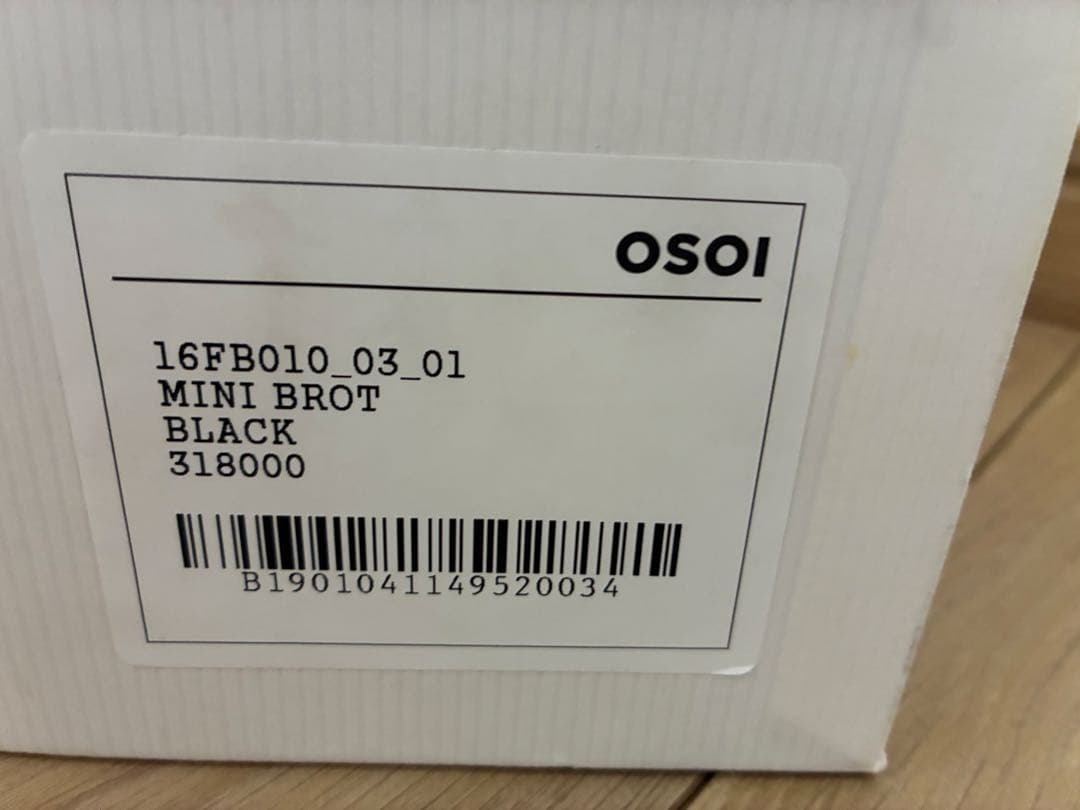 OSOI
16FB010_03_01
MINI BROT
BLACK
318000
B1901041149520034